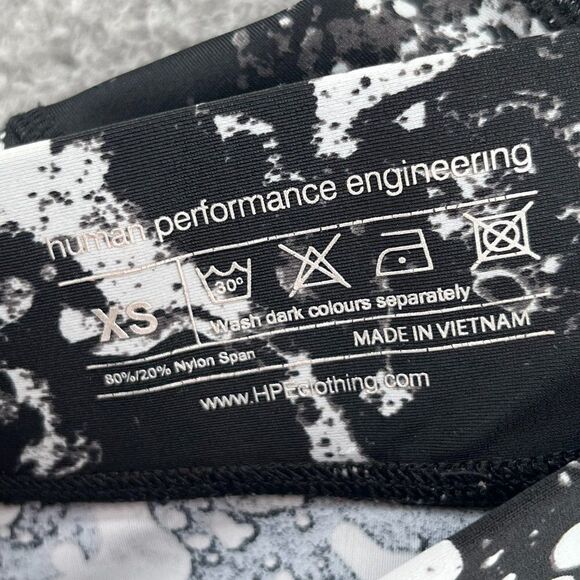 human performance engineering
XS
30°
Wash dark colours separately
80%/20% Nylon Span
MADE IN VIETNAM
www.HPEclothing.com